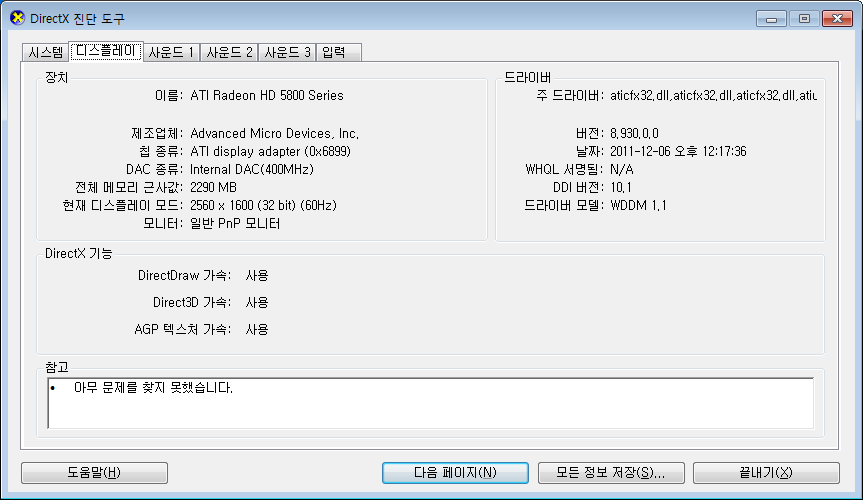 DirectX 진단 도구
시스템 디스플레이 사운드 1 사운드 2 사운드 3 입력
장치
이름: ATI Radeon HD 5800 Series
제조업체: Advanced Micro Devices, Inc.
칩 종류: ATI display adapter (0x6899)
DAC 종류: Internal DAC(400MHz)
전체 메모리 근사값: 2290 MB
현재 디스플레이 모드: 2560 x 1600 (32 bit) (60Hz)
모니터: 일반 PnP 모니터
드라이버
주 드라이버: aticfx32.dll,aticfx32.dll,aticfx32.dll,atiu
버전: 8.930.0.0
날짜: 2011-12-06 오후 12:17:36
WHQL 서명됨: N/A
DDI 버전: 10.1
드라이버 모델: WDDM 1.1
DirectX 기능
DirectDraw 가속: 사용
Direct3D 가속: 사용
AGP 텍스처 가속: 사용
참고
• 아무 문제를 찾지 못했습니다.
도움말(H) 다음 페이지(N) 모든 정보 저장(S)... 끝내기(X)